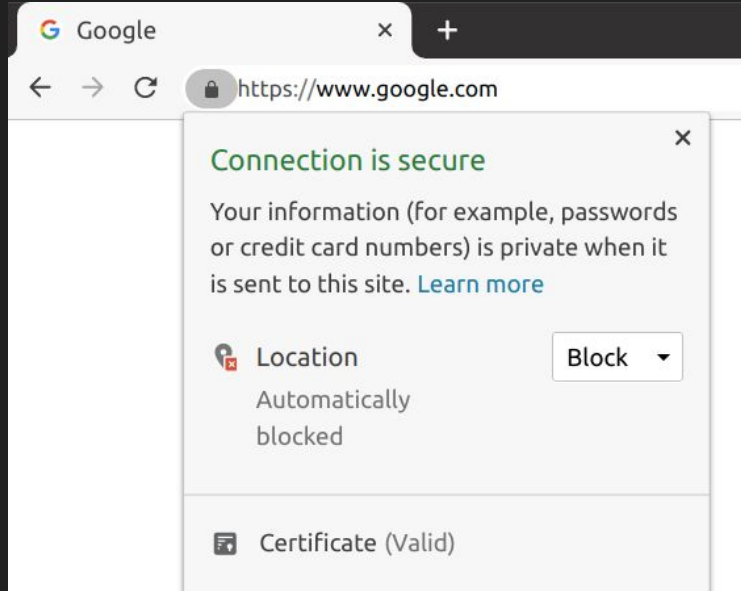 Google
https://www.google.com
Connection is secure
Your information (for example, passwords
or credit card numbers) is private when it
is sent to this site. Learn more
Location
Block
Automatically
blocked
Certificate (Valid)